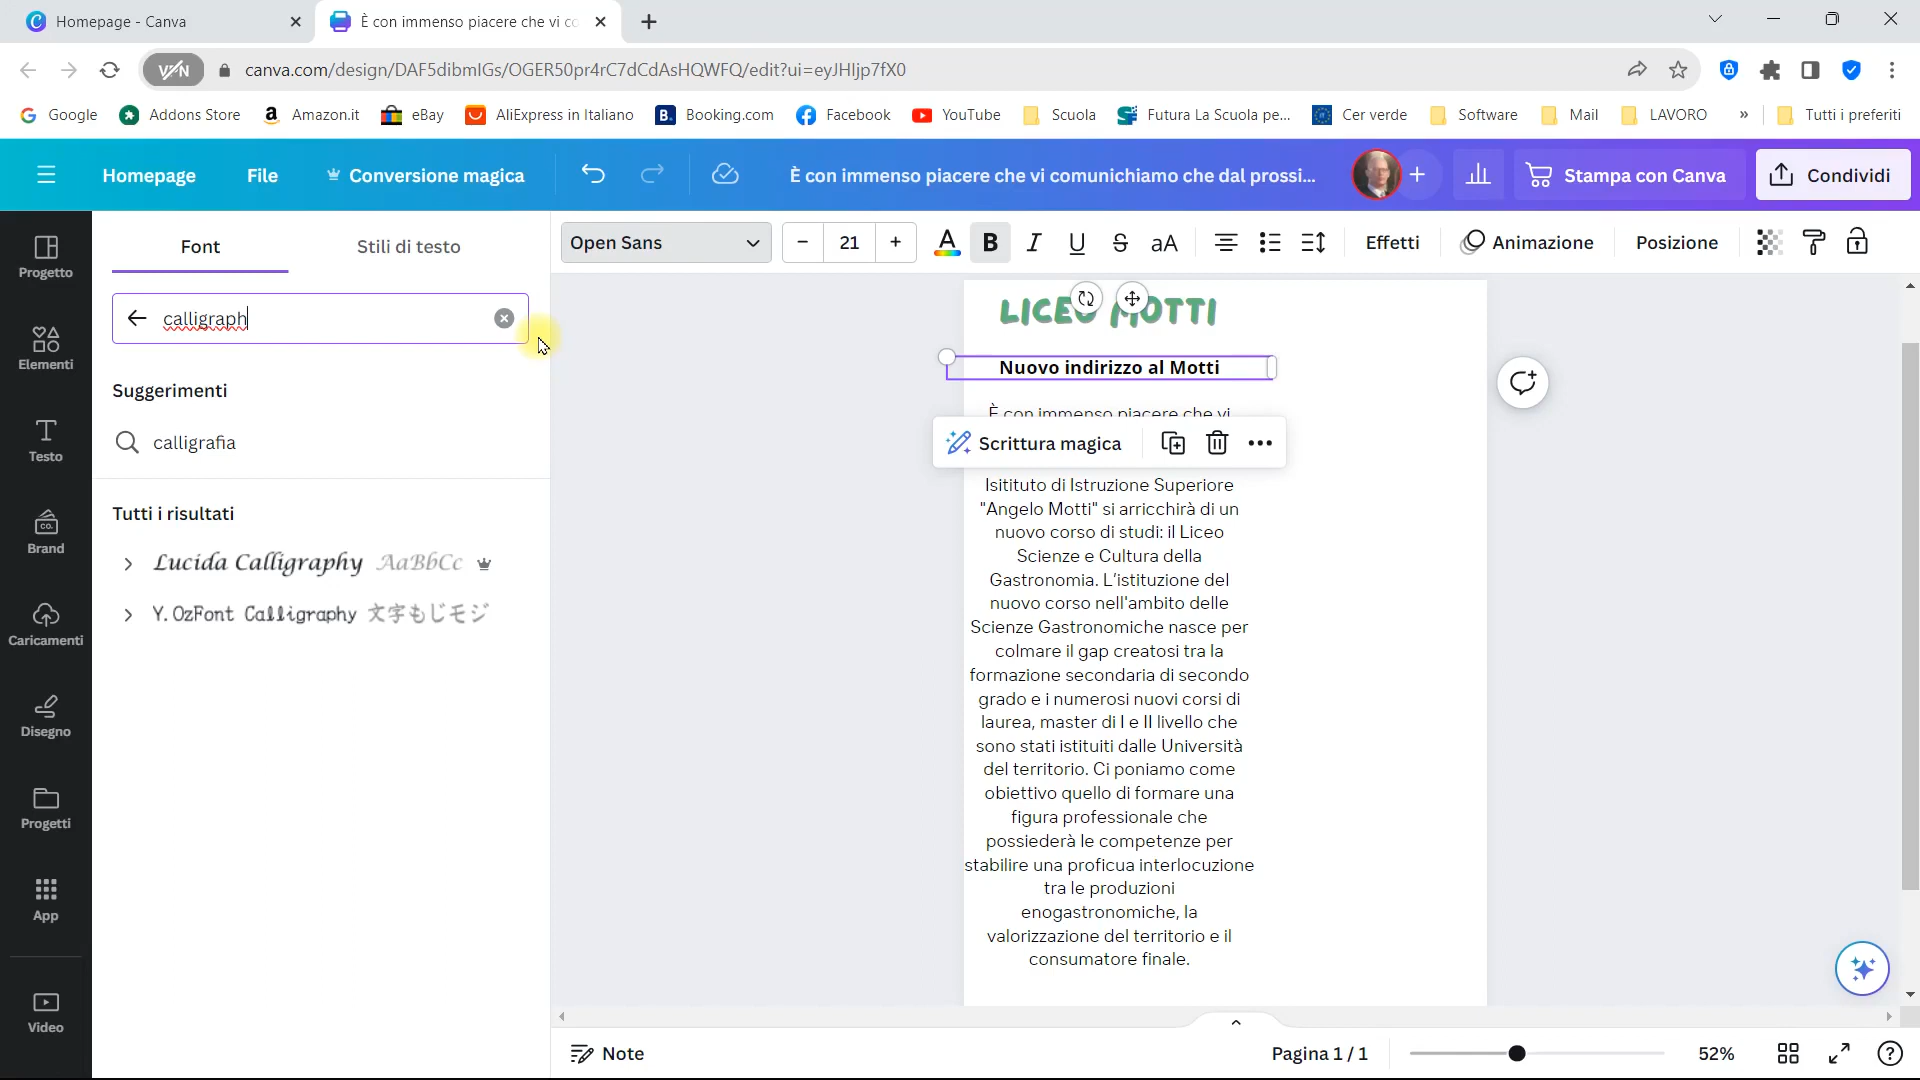 Homepage - Canva
È con immenso piacere che vi co
VPN
canva.com/design/DAF5dibmIGs/OGER50pr4rC7dCdAsHQWFQ/edit?ui=eyJHIjp7fX0
Google
Addons Store
Amazon.it
eBay
AliExpress in Italiano
Booking.com
Facebook
YouTube
Scuola
Futura La Scuola pe...
Cer verde
Software
Mail
LAVORO
»
Tutti i preferiti
Homepage
File
Conversione magica
È con immenso piacere che vi comunichiamo che dal prossi...
Stampa con Canva
Condividi
Progetto
Elementi
Testo
Brand
Caricamenti
Disegno
Progetti
App
Video
Font
Stili di testo
calligraph
Suggerimenti
calligrafia
Tutti i risultati
Lucida Calligraphy AaBbCc
Y.OzFont Calligraphy 文字もじモジ
Open Sans
21
B I U S aA
Effetti
Animazione
Posizione
LICEO MOTTI
Nuovo indirizzo al Motti
È con immenso piacere che vi
Scrittura magica
Isitituto di Istruzione Superiore
"Angelo Motti" si arricchirà di un
nuovo corso di studi: il Liceo
Scienze e Cultura della
Gastronomia. L'istituzione del
nuovo corso nell'ambito delle
Scienze Gastronomiche nasce per
colmare il gap creatosi tra la
formazione secondaria di secondo
grado e i numerosi nuovi corsi di
laurea, master di I e II livello che
sono stati istituiti dalle Università
del territorio. Ci poniamo come
obiettivo quello di formare una
figura professionale che
possiederà le competenze per
stabilire una proficua interlocuzione
tra le produzioni
enogastronomiche, la
valorizzazione del territorio e il
consumatore finale.
Note
Pagina 1 / 1
52%